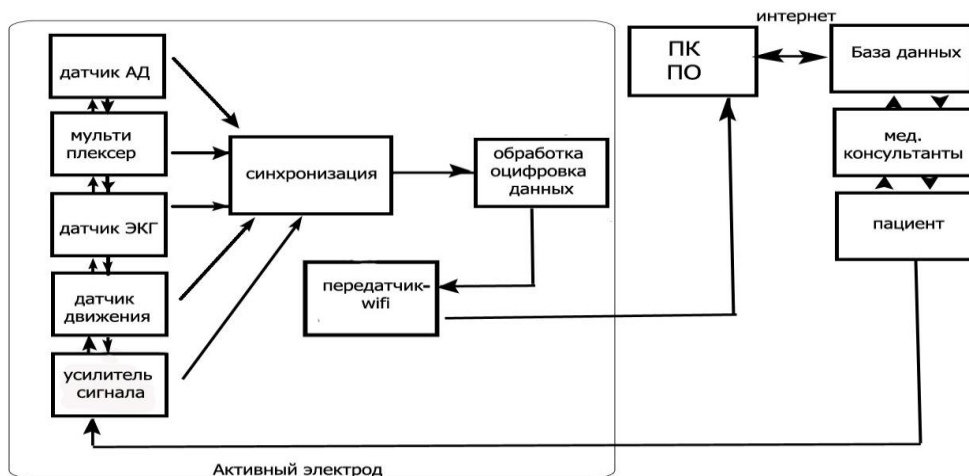 интернет
датчик АД
мульти
плексер
датчик ЭКГ
датчик
движения
усилитель
сигнала
синхронизация
обработка
оцифровка
данных
передатчик-
wifi
ПК
ПО
База данных
мед.
консультанты
пациент
Активный электрод